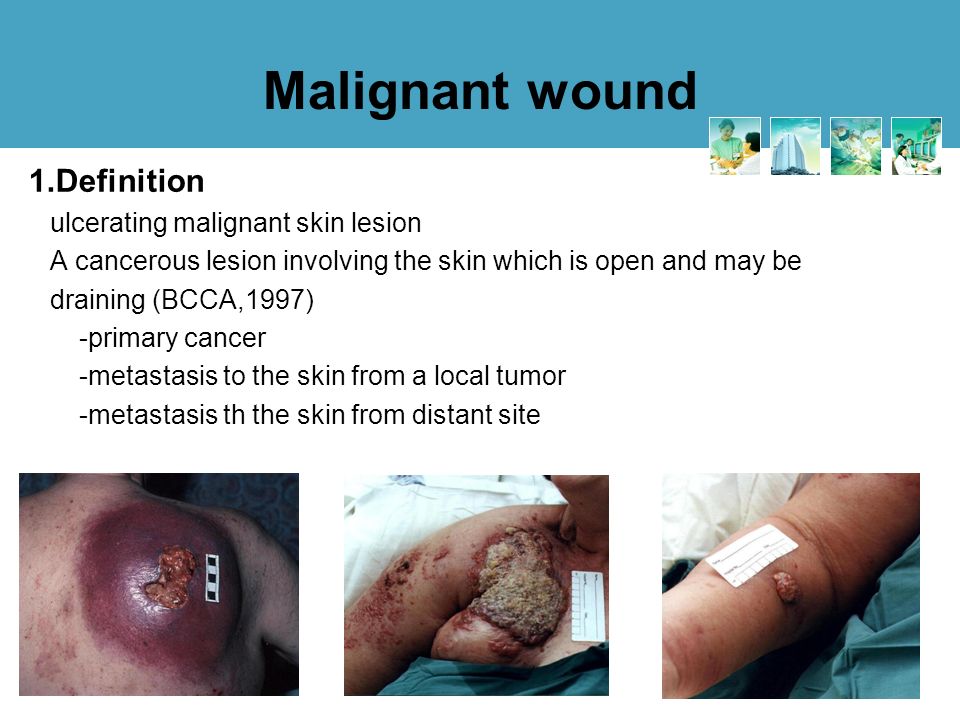 Malignant wound
1.Definition
ulcerating malignant skin lesion
A cancerous lesion involving the skin which is open and may be
draining (BCCA,1997)
-primary cancer
-metastasis to the skin from a local tumor
-metastasis th the skin from distant site